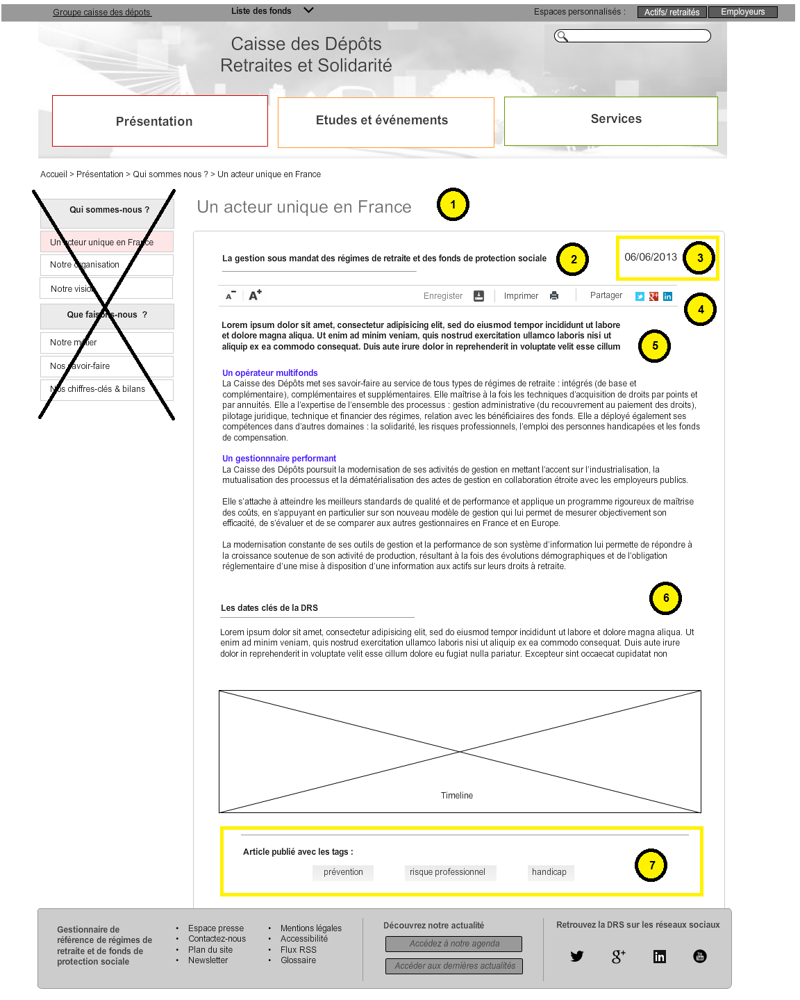 Groupe caisse des dépots
Liste des fonds
Espaces personnalisés :
Actifs/ retraités
Employeurs
Caisse des Dépôts
Retraites et Solidarité
Présentation
Etudes et événements
Services
Accueil > Présentation > Qui sommes nous ? > Un acteur unique en France
Qui sommes-nous ?
Un acteur unique en France
Notre organisation
Notre vision
Que faisons-nous ?
Notre métier
Nos savoir-faire
Nos chiffres-clés & bilans
Un acteur unique en France
1
La gestion sous mandat des régimes de retraite et des fonds de protection sociale
2
06/06/2013
3
A- A+
Enregister
Imprimer
Partager
4
Lorem ipsum dolor sit amet, consectetur adipisicing elit, sed do eiusmod tempor incididunt ut labore
et dolore magna aliqua. Ut enim ad minim veniam, quis nostrud exercitation ullamco laboris nisi ut
aliquip ex ea commodo consequat. Duis aute irure dolor in reprehenderit in voluptate velit esse cillum
5
Un opérateur multifonds
La Caisse des Dépôts met ses savoir-faire au service de tous types de régimes de retraite : intégrés (de base et
complémentaire), complémentaires et supplémentaires. Elle maîtrise à la fois les techniques d'acquisition de droits par points et
par annuités. Elle a l'expertise de l'ensemble des processus : gestion administrative (du recouvrement au paiement des droits),
pilotage juridique, technique et financier des régimes, relation avec les bénéficiaires des fonds. Elle a déployé également ses
compétences dans d'autres domaines : la solidarité, les risques professionnels, l'emploi des personnes handicapées et les fonds
de compensation.
Un gestionnnaire performant
La Caisse des Dépôts poursuit la modernisation de ses activités de gestion en mettant l'accent sur l'industrialisation, la
mutualisation des processus et la dématérialisation des actes de gestion en collaboration étroite avec les employeurs publics.
Elle s'attache à atteindre les meilleurs standards de qualité et de performance et applique un programme rigoureux de maîtrise
des coûts, en s'appuyant en particulier sur son nouveau modèle de gestion qui lui permet de mesurer objectivement son
efficacité, de s'évaluer et de se comparer aux autres gestionnaires en France et en Europe.
La modernisation constante de ses outils de gestion et la performance de son système d'information lui permette de répondre à
la croissance soutenue de son activité de production, résultant à la fois des évolutions démographiques et de l'obligation
réglementaire d'une mise à disposition d'une information aux actifs sur leurs droits à retraite.
6
Les dates clés de la DRS
Lorem ipsum dolor sit amet, consectetur adipisicing elit, sed do eiusmod tempor incididunt ut labore et dolore magna aliqua. Ut
enim ad minim veniam, quis nostrud exercitation ullamco laboris nisi ut aliquip ex ea commodo consequat. Duis aute irure
dolor in reprehenderit in voluptate velit esse cillum dolore eu fugiat nulla pariatur. Excepteur sint occaecat cupidatat non
Timeline
Article publié avec les tags :
prévention
risque professionnel
handicap
7
Gestionnaire de
référence de régimes de
retraite et de fonds de
protection sociale
• Espace presse
• Contactez-nous
• Plan du site
• Newsletter
• Mentions légales
• Accessibilité
• Flux RSS
• Glossaire
Découvrez notre actualité
Accédez à notre agenda
Accéder aux dernières actualités
Retrouvez la DRS sur les réseaux sociaux